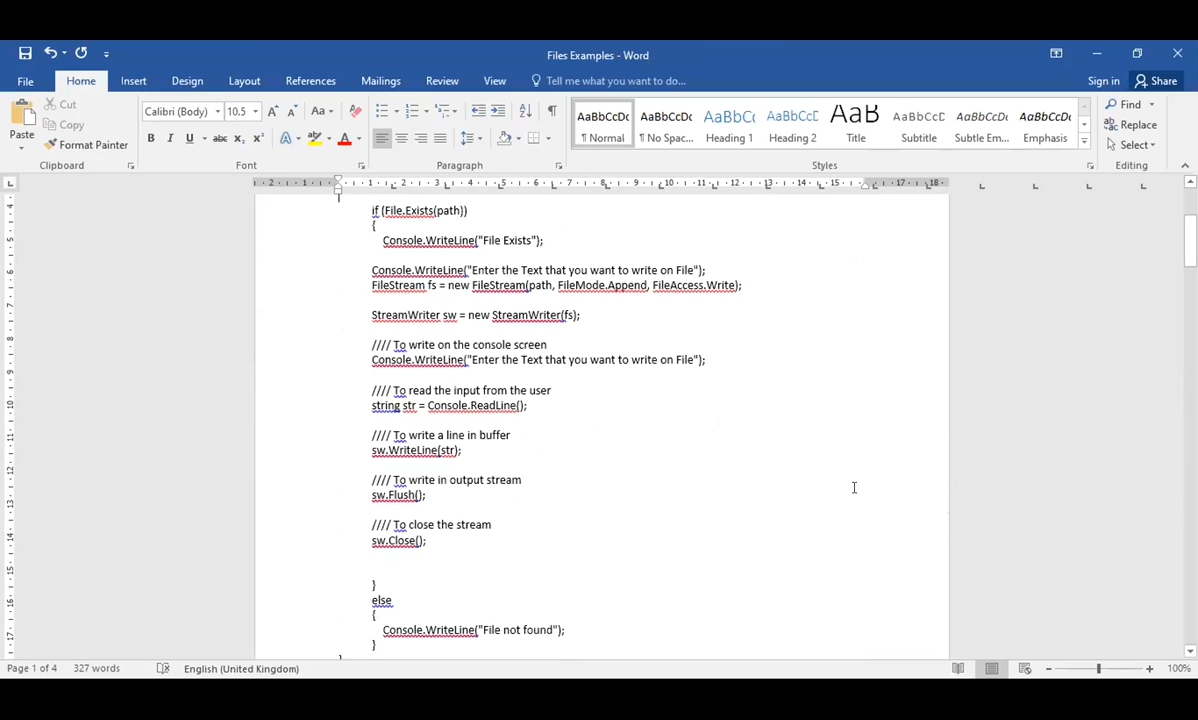 Files Examples - Word
Sign in
Share
File
Home
Insert
Design
Layout
References
Mailings
Review
View
Tell me what you want to do...
Paste
Cut
Copy
Format Painter
Clipboard
Calibri (Body)
10.5
Font
Paragraph
AaBbCcDc
¶ Normal
AaBbCcDc
¶ No Spac...
AaBbC
Heading 1
AaBbCcD
Heading 2
AaB
Title
AaBbCcD
Subtitle
AaBbCcD
Subtle Em...
AaBbCcD
Emphasis
Styles
Find
Replace
Select
Editing
if (File.Exists(path))
{
Console.WriteLine("File Exists");
Console.WriteLine("Enter the Text that you want to write on File");
FileStream fs = new FileStream(path, FileMode.Append, FileAccess.Write);
StreamWriter sw = new StreamWriter(fs);
//// To write on the console screen
Console.WriteLine("Enter the Text that you want to write on File");
//// To read the input from the user
string str = Console.ReadLine();
//// To write a line in buffer
sw.WriteLine(str);
//// To write in output stream
sw.Flush();
//// To close the stream
sw.Close();
}
else
{
Console.WriteLine("File not found");
}
Page 1 of 4
327 words
English (United Kingdom)
100%